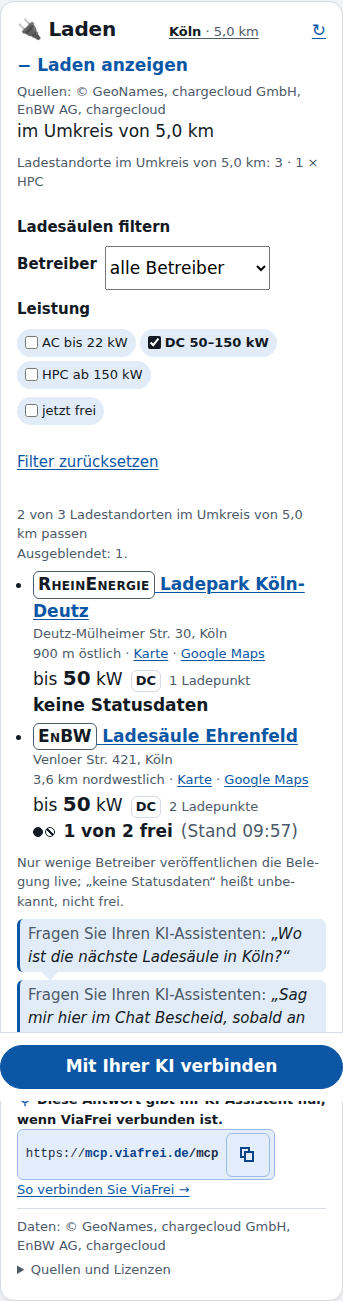 🔌 Laden
Köln · 5,0 km
↻
− Laden anzeigen
Quellen: © GeoNames, chargecloud GmbH,
EnBW AG, chargecloud
im Umkreis von 5,0 km
Ladestandorte im Umkreis von 5,0 km: 3 · 1 ×
HPC
Ladesäulen filtern
Betreiber alle Betreiber
Leistung
AC bis 22 kW DC 50–150 kW
HPC ab 150 kW
jetzt frei
Filter zurücksetzen
2 von 3 Ladestandorten im Umkreis von 5,0
km passen
Ausgeblendet: 1.
• RheinEnergie Ladepark Köln-
Deutz
Deutz-Mülheimer Str. 30, Köln
900 m östlich · Karte · Google Maps
bis 50 kW DC 1 Ladepunkt
keine Statusdaten
• EnBW Ladesäule Ehrenfeld
Venloer Str. 421, Köln
3,6 km nordwestlich · Karte · Google Maps
bis 50 kW DC 2 Ladepunkte
1 von 2 frei (Stand 09:57)
Nur wenige Betreiber veröffentlichen die Bele-
gung live; „keine Statusdaten“ heißt unbe-
kannt, nicht frei.
Fragen Sie Ihren KI-Assistenten: „Wo
ist die nächste Ladesäule in Köln?“
Fragen Sie Ihren KI-Assistenten: „Sag
mir hier im Chat Bescheid, sobald an
Mit Ihrer KI verbinden
Diese Antwort gibt Ihr KI-Assistent nur,
wenn ViaFrei verbunden ist.
https://mcp.viafrei.de/mcp
So verbinden Sie ViaFrei →
Daten: © GeoNames, chargecloud GmbH,
EnBW AG, chargecloud
▶ Quellen und Lizenzen